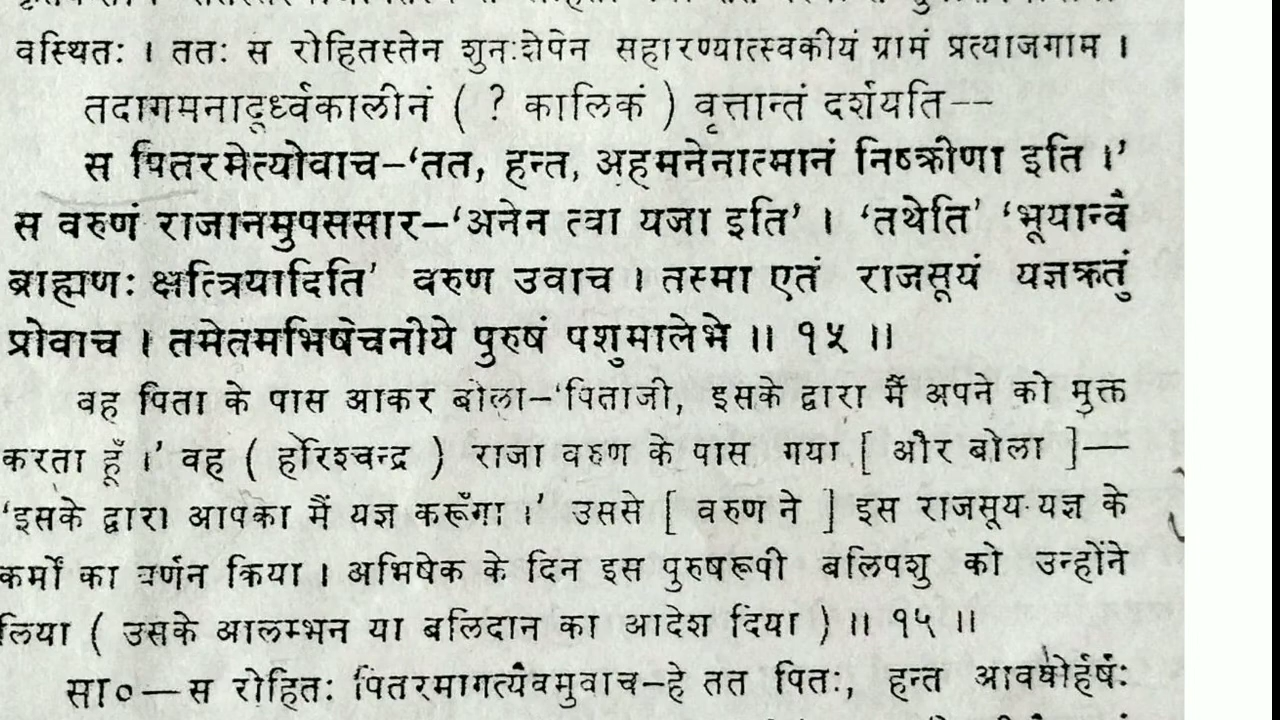 वस्थितः । ततः स रोहितस्तेन शुनःशेपेन सहारण्यात्स्वकीयं ग्रामं प्रत्याजगाम ।
तदागमनादूर्ध्वकालीनं ( ? कालिकं ) वृत्तान्तं दर्शयति--
स पितरमेत्योवाच–‘तत, हन्त, अहमनेनात्मानं निष्क्रीणा इति ।’
स वरुणं राजानमुपससार–‘अनेन त्वा यजा इति’ । ‘तथेति’ ‘भूयान्वै
ब्राह्मणः क्षत्त्रियादिति’ वरुण उवाच । तस्मा एतं राजसूयं यज्ञक्रतुं
प्रोवाच । तमेतमभिषेचनीये पुरुषं पशुमालेभे ॥ १५ ॥
वह पिता के पास आकर बोला–‘पिताजी, इसके द्वारा मैं अपने को मुक्त
करता हूँ ।’ वह ( हरिश्चन्द्र ) राजा वरुण के पास गया [ और बोला ]—
‘इसके द्वारा आपका मैं यज्ञ करूँगा ।’ उससे [ वरुण ने ] इस राजसूय यज्ञ के
कर्मों का वर्णन किया । अभिषेक के दिन इस पुरुषरूपी बलिपशु को उन्होंने
लिया ( उसके आलम्भन या बलिदान का आदेश दिया ) ॥ १५ ॥
सा०—स रोहितः पितरमागत्यैवमुवाच–हे तत पितः, हन्त